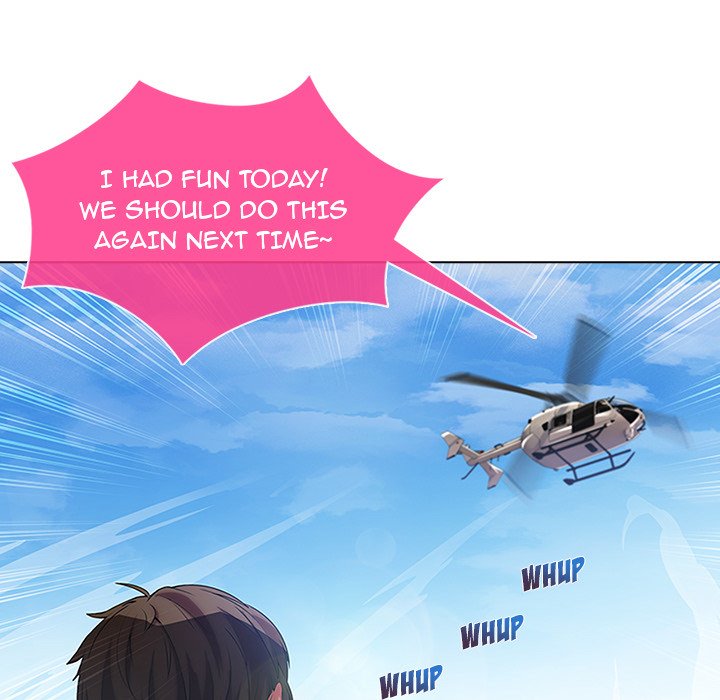 I HAD FUN TODAY!
WE SHOULD DO THIS
AGAIN NEXT TIME~
WHUP
WHUP
WHUP